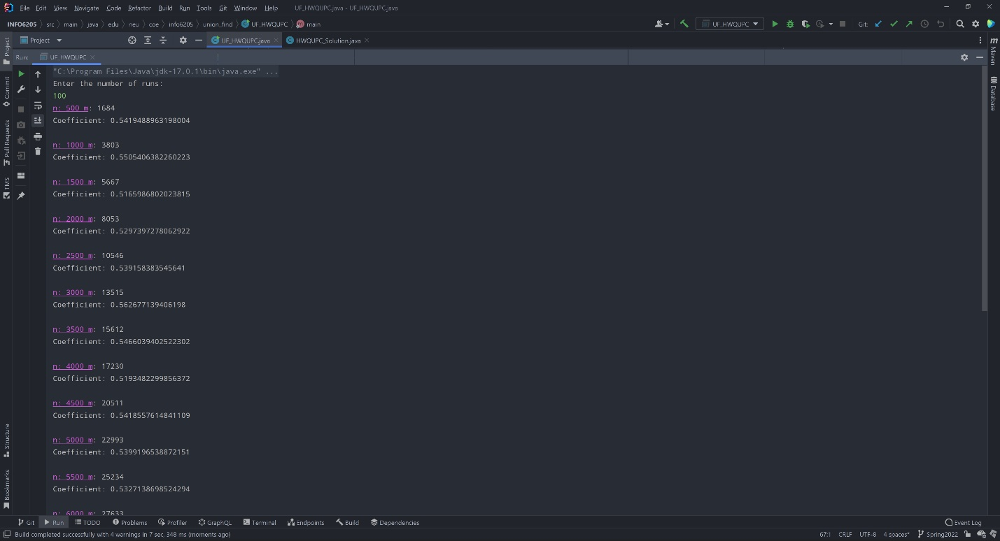 File Edit View Navigate Code Refactor Build Run Tools Git Window Help UF_HWQUPC.java - UF_HWQUPC.java
INFO6205 src main java edu neu coe info6205 union_find UF_HWQUPC main UF_HWQUPC Git:
Project UF_HWQUPC.java HWQUPC_Solution.java
Run: UF_HWQUPC
"C:\Program Files\Java\jdk-17.0.1\bin\java.exe" ...
Enter the number of runs:
100
n: 500 m: 1684
Coefficient: 0.5419488963198004
n: 1000 m: 3803
Coefficient: 0.5505406382260223
n: 1500 m: 5667
Coefficient: 0.5165986802023815
n: 2000 m: 8053
Coefficient: 0.5297397278062922
n: 2500 m: 10546
Coefficient: 0.539158383545641
n: 3000 m: 13515
Coefficient: 0.562677139406198
n: 3500 m: 15612
Coefficient: 0.5466039402522302
n: 4000 m: 17230
Coefficient: 0.5193482299856372
n: 4500 m: 20511
Coefficient: 0.5418557614841109
n: 5000 m: 22993
Coefficient: 0.5399196538872151
n: 5500 m: 25234
Coefficient: 0.5327138698524294
n: 6000 m: 27633
Project
Commit
Pull Requests
TMS
Structure
Bookmarks
m
Maven
Database
Git Run TODO Problems Profiler GraphQL Terminal Endpoints Build Dependencies Event Log
Build completed successfully with 4 warnings in 7 sec, 348 ms (moments ago) 67:1 CRLF UTF-8 4 spaces* Spring2022